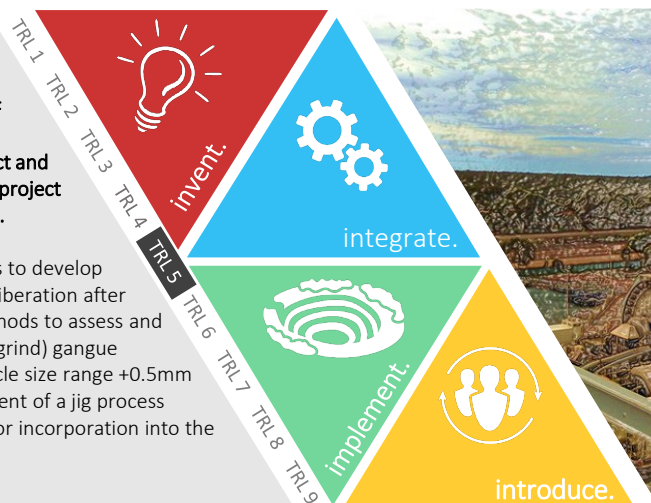 ct and
project
.
s to develop
iberation after
nods to assess and
grind) gangue
cle size range +0.5mm
ent of a jig process
or incorporation into the
TRL 1
TRL 2
TRL 3
TRL 4
TRL 5
TRL 6
TRL 7
TRL 8
TRL 9
invent.
integrate.
implement.
introduce.